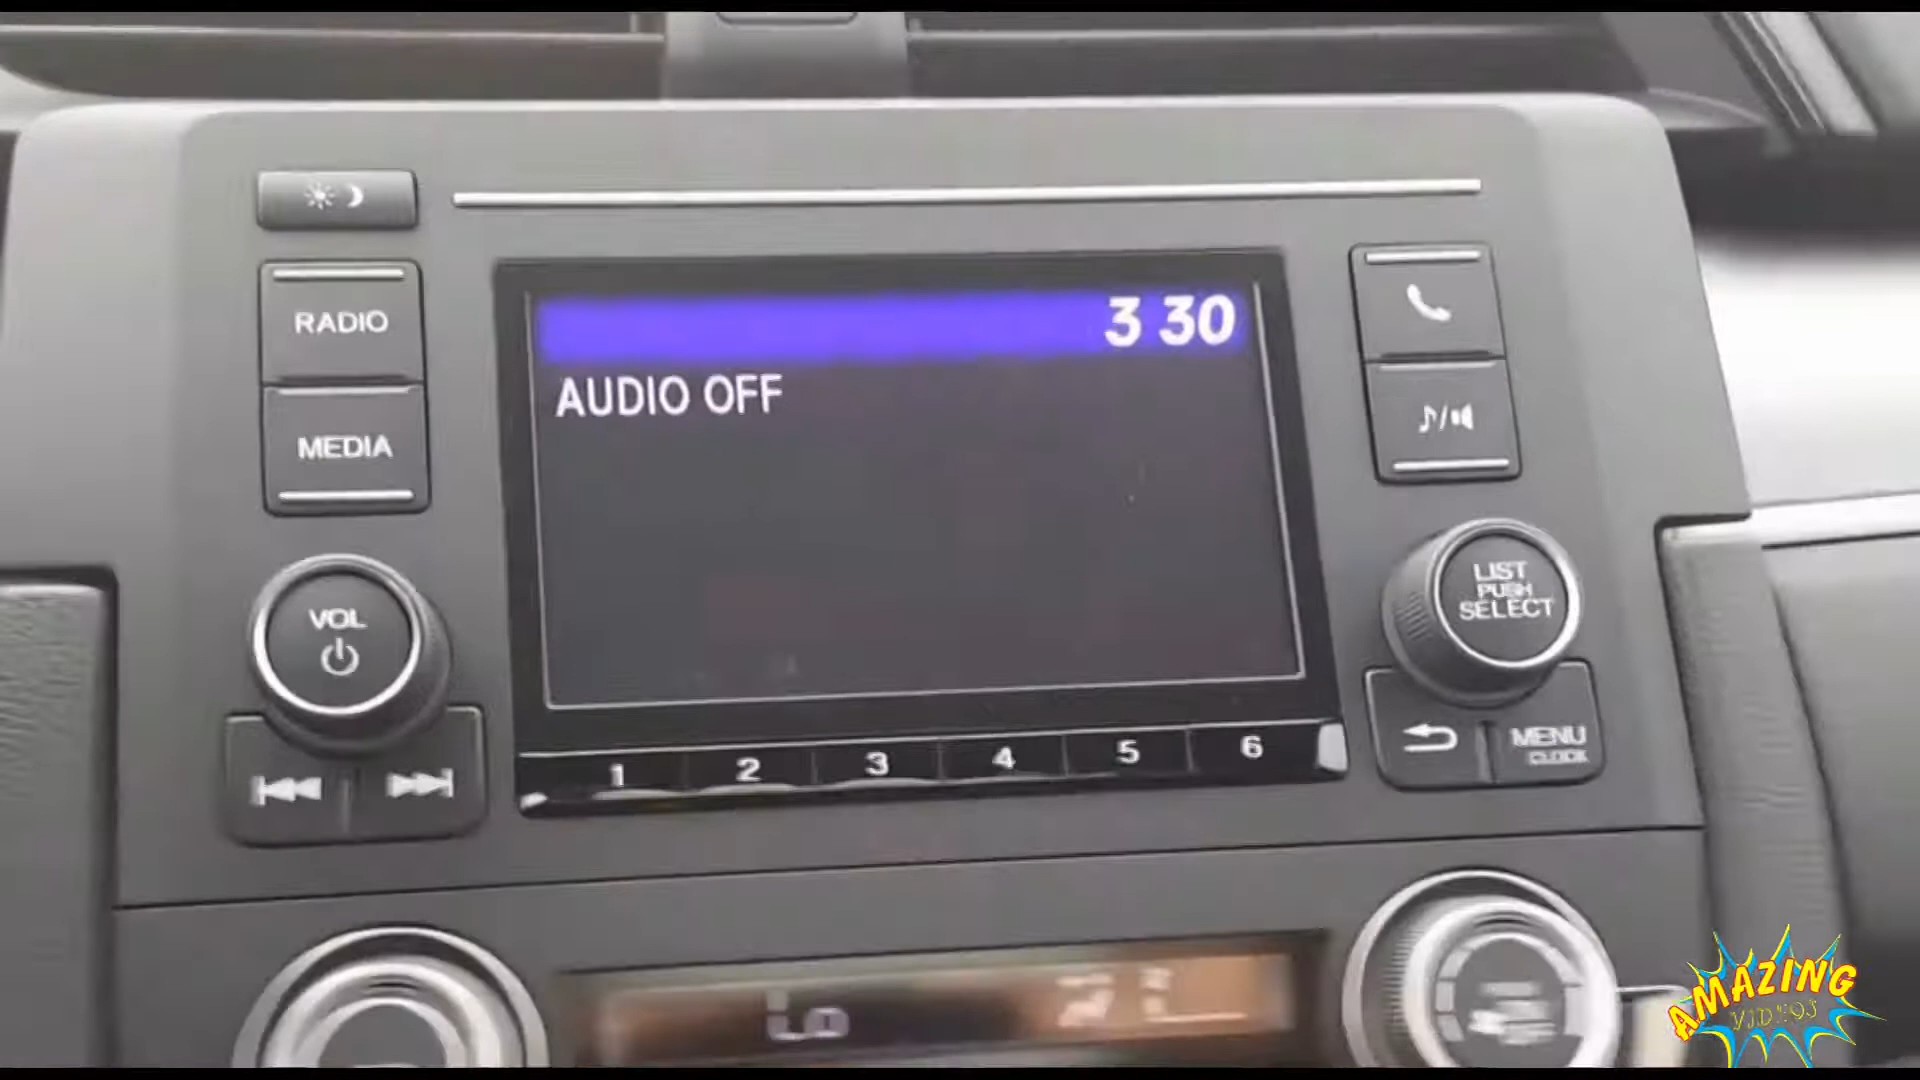 3 30
AUDIO OFF
RADIO
MEDIA
VOL
LIST
PUSH
SELECT
MENU
CLOCK
1 2 3 4 5 6
Lo
AMAZING
VIDEOS